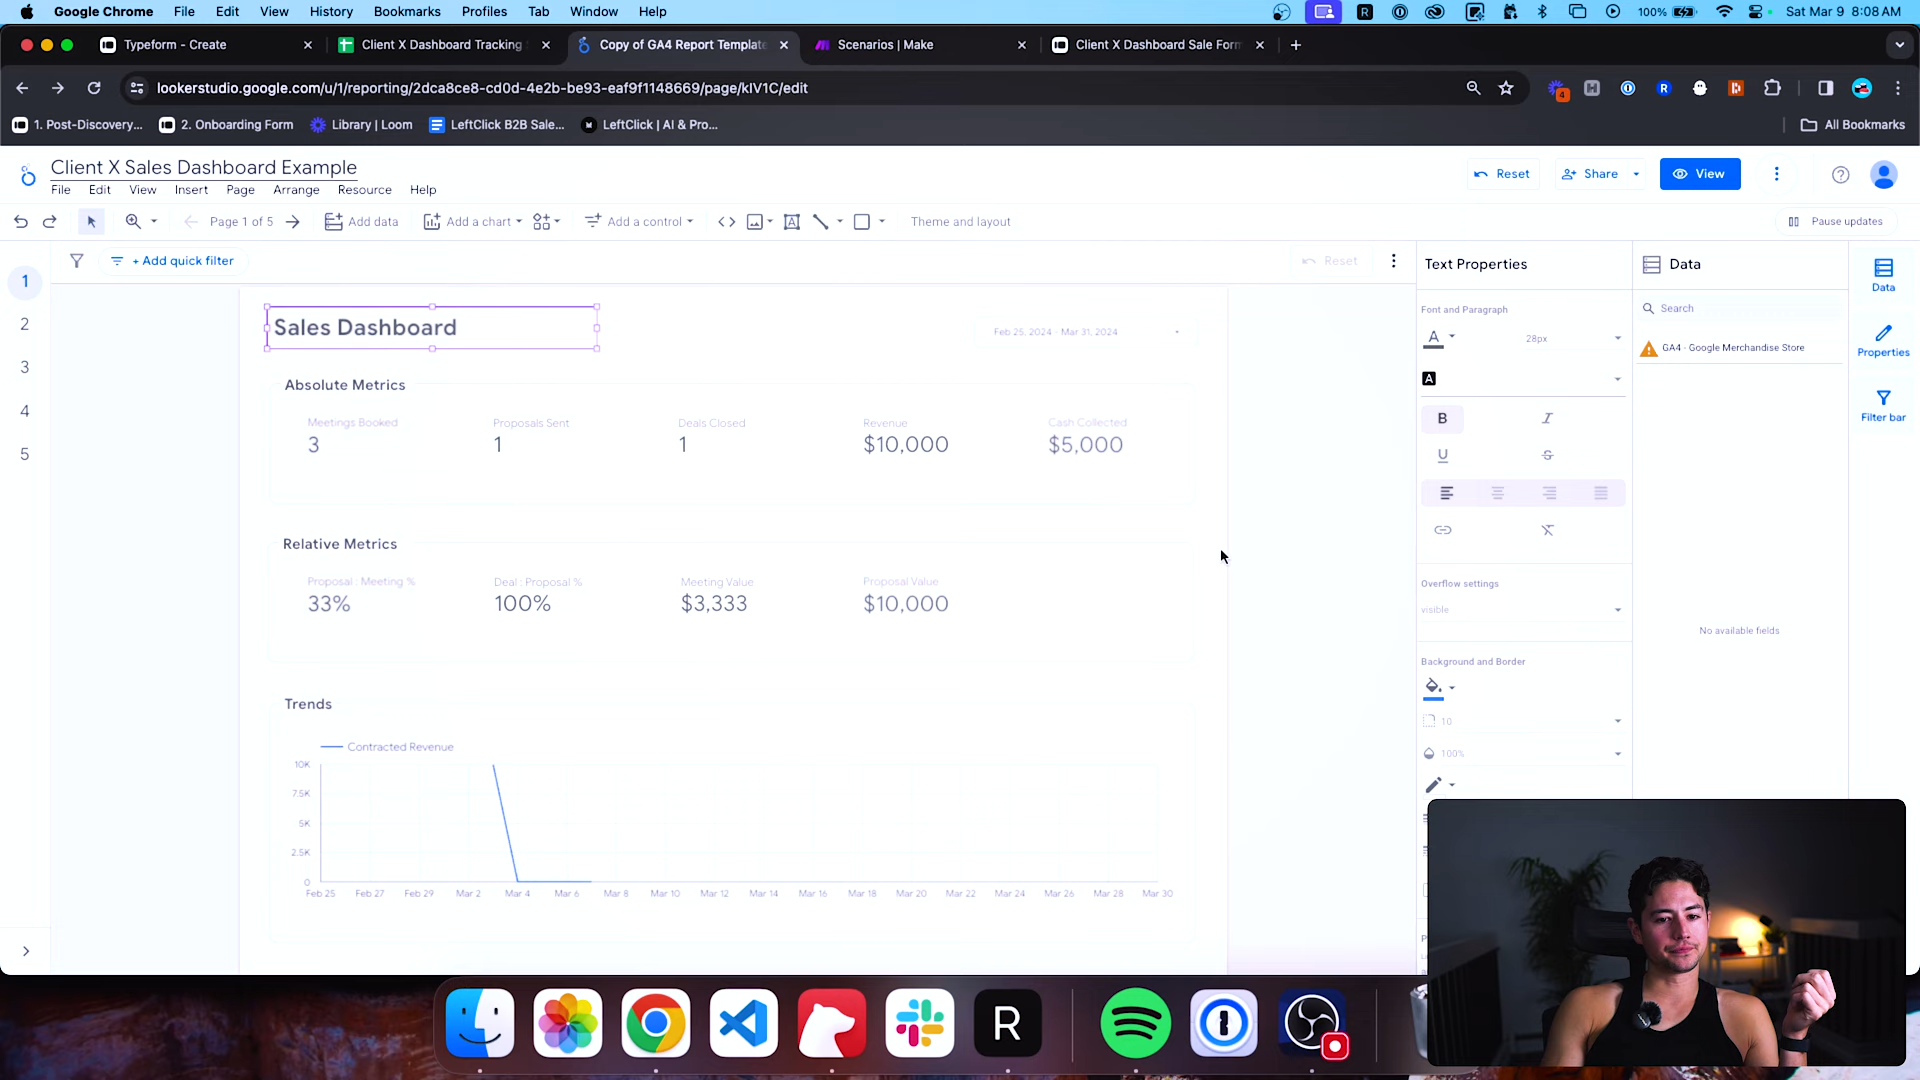 Google Chrome File Edit View History Bookmarks Profiles Tab Window Help
100% Sat Mar 9 8:08 AM
Typeform - Create
Client X Dashboard Tracking
Copy of GA4 Report Template
Scenarios | Make
Client X Dashboard Sale Form
lookerstudio.google.com/u/1/reporting/2dca8ce8-cd0d-4e2b-be93-eaf9f1148669/page/kIV1C/edit
4
1. Post-Discovery...
2. Onboarding Form
Library | Loom
LeftClick B2B Sale...
LeftClick | AI & Pro...
All Bookmarks
Client X Sales Dashboard Example
File Edit View Insert Page Arrange Resource Help
Reset
Share
View
Page 1 of 5
Add data
Add a chart
Add a control
Theme and layout
Pause updates
+ Add quick filter
Reset
1
2
3
4
5
Sales Dashboard
Feb 25, 2024 - Mar 31, 2024
Absolute Metrics
Meetings Booked
3
Proposals Sent
1
Deals Closed
1
Revenue
$10,000
Cash Collected
$5,000
Relative Metrics
Proposal : Meeting %
33%
Deal : Proposal %
100%
Meeting Value
$3,333
Proposal Value
$10,000
Trends
Contracted Revenue
10K
7.5K
5K
2.5K
0
Feb 25 Feb 27 Feb 29 Mar 2 Mar 4 Mar 6 Mar 8 Mar 10 Mar 12 Mar 14 Mar 16 Mar 18 Mar 20 Mar 22 Mar 24 Mar 26 Mar 28 Mar 30
Text Properties
Font and Paragraph
28px
Overflow settings
visible
Background and Border
10
100%
Data
Search
GA4 - Google Merchandise Store
No available fields
Data
Properties
Filter bar